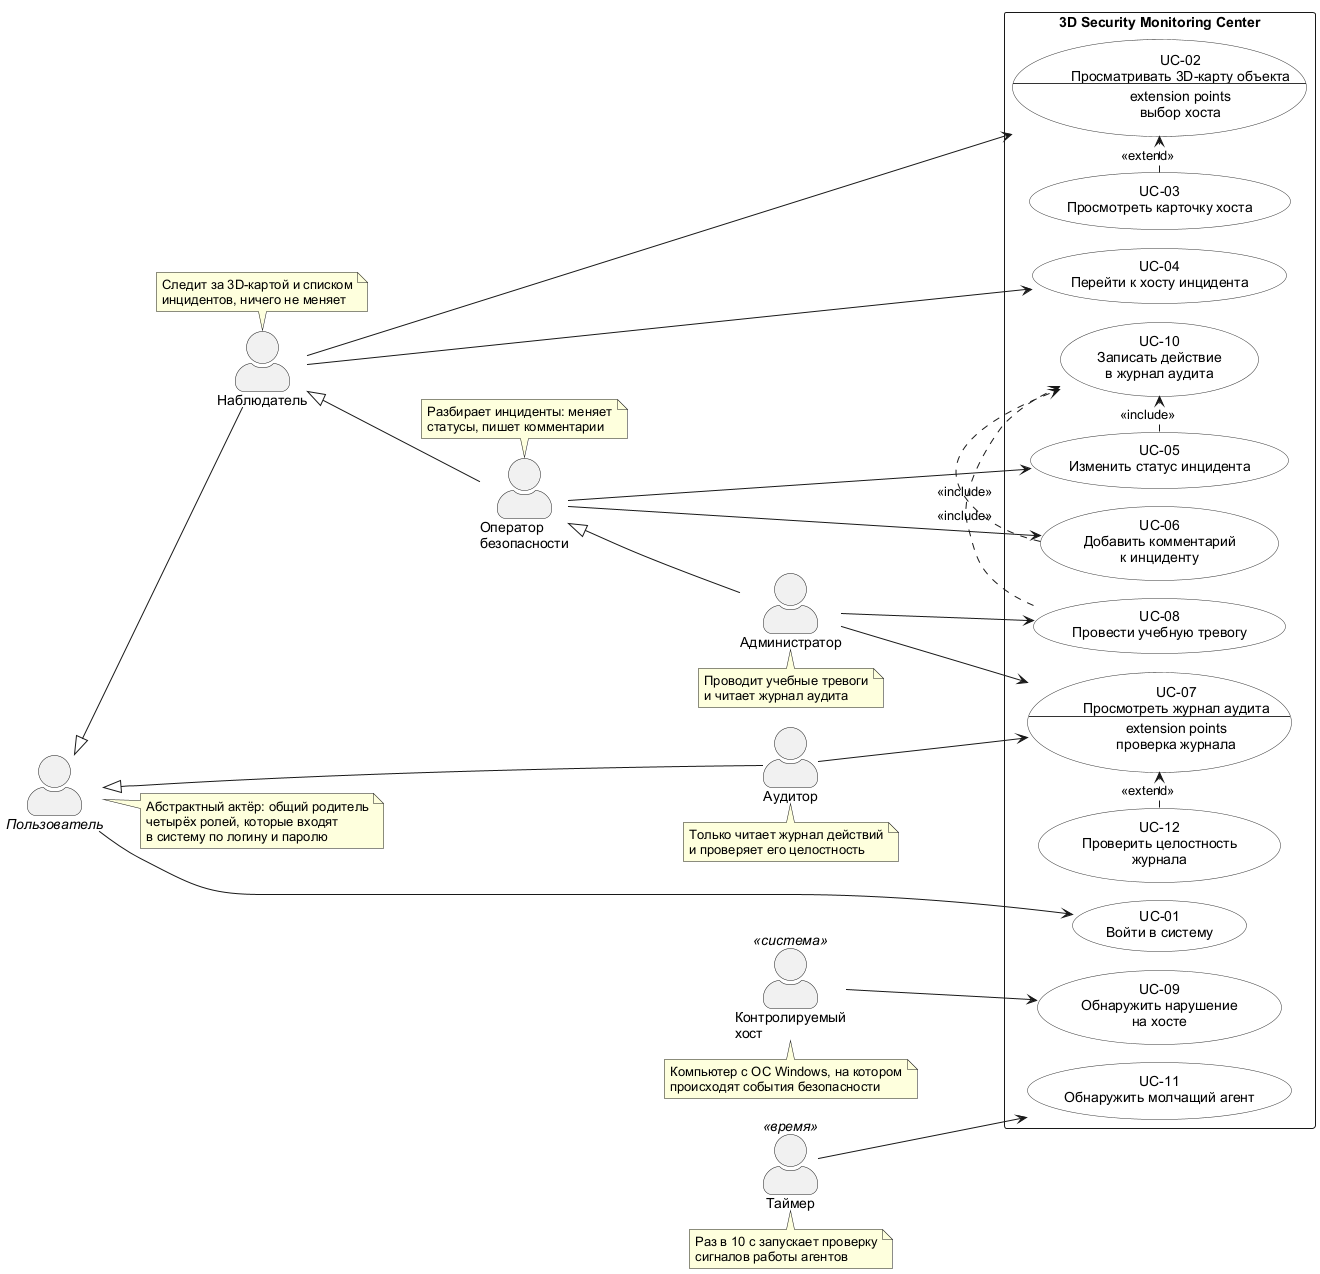 3D Security Monitoring Center
UC-02
Просматривать 3D-карту объекта
extension points
выбор хоста
«extend»
UC-03
Просмотреть карточку хоста
UC-04
Перейти к хосту инцидента
Следит за 3D-картой и списком
инцидентов, ничего не меняет
Наблюдатель
UC-10
Записать действие
в журнал аудита
«include»
Разбирает инциденты: меняет
статусы, пишет комментарии
Оператор
безопасности
UC-05
Изменить статус инцидента
«include»
«include»
UC-06
Добавить комментарий
к инциденту
UC-08
Провести учебную тревогу
Администратор
Проводит учебные тревоги
и читает журнал аудита
UC-07
Просмотреть журнал аудита
extension points
проверка журнала
«extend»
Аудитор
Только читает журнал действий
и проверяет его целостность
Пользователь
Абстрактный актёр: общий родитель
четырёх ролей, которые входят
в систему по логину и паролю
UC-12
Проверить целостность
журнала
UC-01
Войти в систему
«система»
Контролируемый
хост
Компьютер с ОС Windows, на котором
происходят события безопасности
UC-09
Обнаружить нарушение
на хосте
UC-11
Обнаружить молчащий агент
«время»
Таймер
Раз в 10 с запускает проверку
сигналов работы агентов